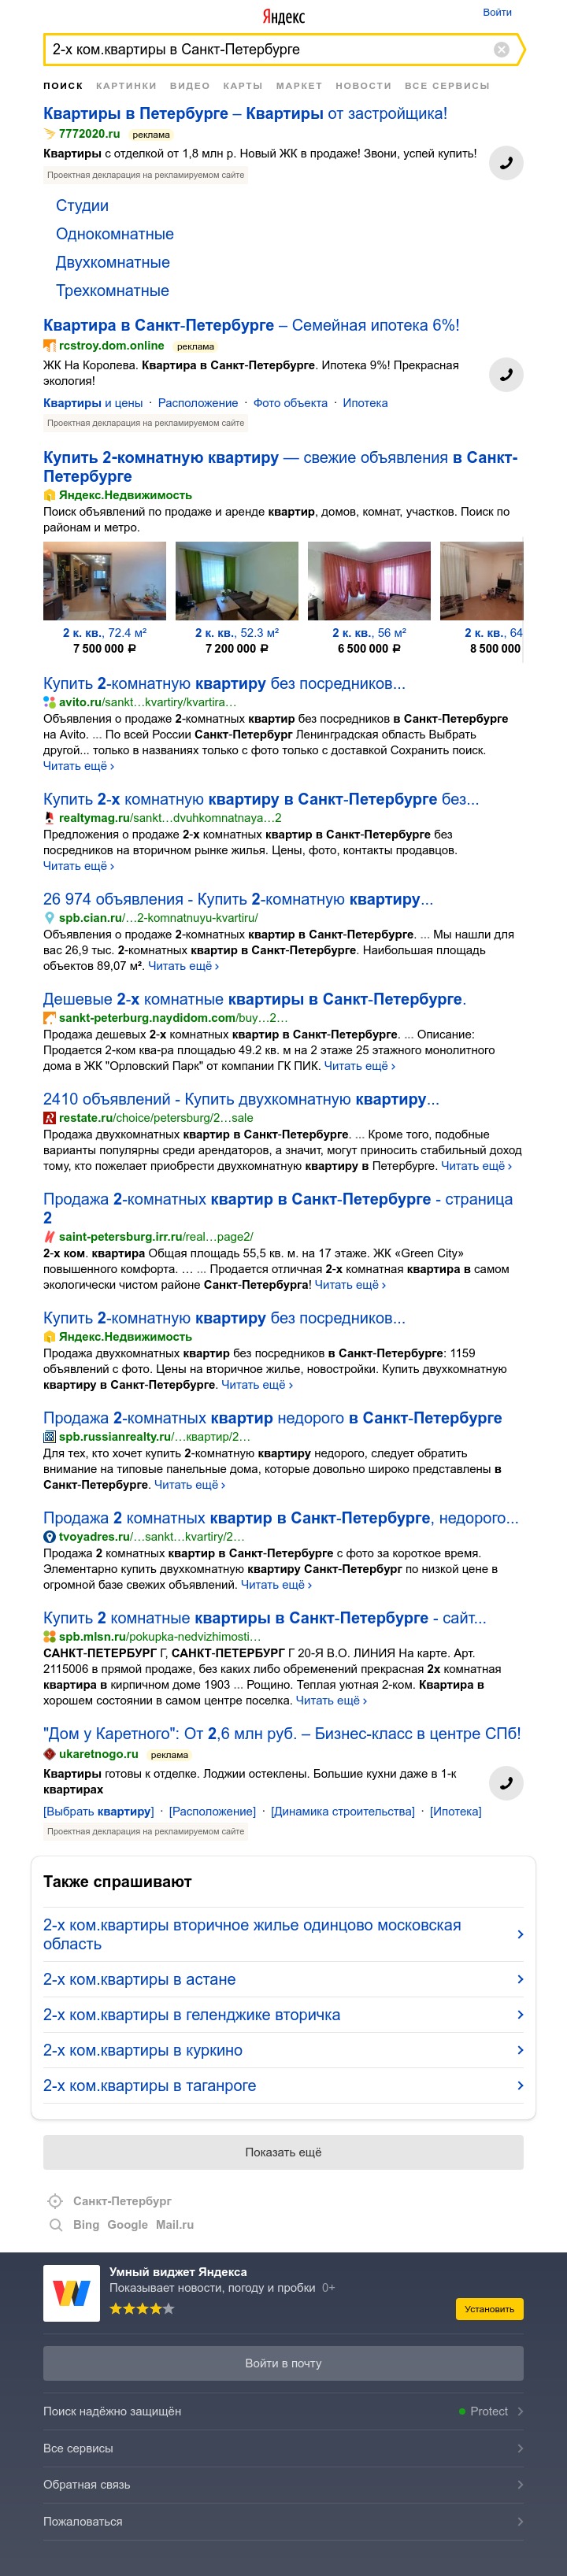 Яндекс
Войти
2-х ком.квартиры в Санкт-Петербурге
ПОИСК КАРТИНКИ ВИДЕО КАРТЫ МАРКЕТ НОВОСТИ ВСЕ СЕРВИСЫ
Квартиры в Петербурге – Квартиры от застройщика!
7772020.ru реклама
Квартиры с отделкой от 1,8 млн р. Новый ЖК в продаже! Звони, успей купить!
Проектная декларация на рекламируемом сайте
Студии
Однокомнатные
Двухкомнатные
Трехкомнатные
Квартира в Санкт-Петербурге – Семейная ипотека 6%!
rcstroy.dom.online реклама
ЖК На Королева. Квартира в Санкт-Петербурге. Ипотека 9%! Прекрасная
экология!
Квартиры и цены · Расположение · Фото объекта · Ипотека
Проектная декларация на рекламируемом сайте
Купить 2-комнатную квартиру — свежие объявления в Санкт-
Петербурге
Яндекс.Недвижимость
Поиск объявлений по продаже и аренде квартир, домов, комнат, участков. Поиск по
районам и метро.
2 к. кв., 72.4 м² 2 к. кв., 52.3 м² 2 к. кв., 56 м² 2 к. кв., 64
7 500 000 ₽ 7 200 000 ₽ 6 500 000 ₽ 8 500 000
Купить 2-комнатную квартиру без посредников...
avito.ru/sankt…kvartiry/kvartira…
Объявления о продаже 2-комнатных квартир без посредников в Санкт-Петербурге
на Avito. ... По всей России Санкт-Петербург Ленинградская область Выбрать
другой... только в названиях только с фото только с доставкой Сохранить поиск.
Читать ещё ›
Купить 2-х комнатную квартиру в Санкт-Петербурге без...
realtymag.ru/sankt…dvuhkomnatnaya…2
Предложения о продаже 2-х комнатных квартир в Санкт-Петербурге без
посредников на вторичном рынке жилья. Цены, фото, контакты продавцов.
Читать ещё ›
26 974 объявления - Купить 2-комнатную квартиру...
spb.cian.ru/…2-komnatnuyu-kvartiru/
Объявления о продаже 2-комнатных квартир в Санкт-Петербурге. ... Мы нашли для
вас 26,9 тыс. 2-комнатных квартир в Санкт-Петербурге. Наибольшая площадь
объектов 89,07 м². Читать ещё ›
Дешевые 2-х комнатные квартиры в Санкт-Петербурге.
sankt-peterburg.naydidom.com/buy…2…
Продажа дешевых 2-х комнатных квартир в Санкт-Петербурге. ... Описание:
Продается 2-ком ква-ра площадью 49.2 кв. м на 2 этаже 25 этажного монолитного
дома в ЖК "Орловский Парк" от компании ГК ПИК. Читать ещё ›
2410 объявлений - Купить двухкомнатную квартиру...
restate.ru/choice/petersburg/2…sale
Продажа двухкомнатных квартир в Санкт-Петербурге. ... Кроме того, подобные
варианты популярны среди арендаторов, а значит, могут приносить стабильный доход
тому, кто пожелает приобрести двухкомнатную квартиру в Петербурге. Читать ещё ›
Продажа 2-комнатных квартир в Санкт-Петербурге - страница
2
saint-petersburg.irr.ru/real…page2/
2-х ком. квартира Общая площадь 55,5 кв. м. на 17 этаже. ЖК «Green City»
повышенного комфорта. … ... Продается отличная 2-х комнатная квартира в самом
экологически чистом районе Санкт-Петербурга! Читать ещё ›
Купить 2-комнатную квартиру без посредников...
Яндекс.Недвижимость
Продажа двухкомнатных квартир без посредников в Санкт-Петербурге: 1159
объявлений с фото. Цены на вторичное жилье, новостройки. Купить двухкомнатную
квартиру в Санкт-Петербурге. Читать ещё ›
Продажа 2-комнатных квартир недорого в Санкт-Петербурге
spb.russianrealty.ru/…квартир/2…
Для тех, кто хочет купить 2-комнатную квартиру недорого, следует обратить
внимание на типовые панельные дома, которые довольно широко представлены в
Санкт-Петербурге. Читать ещё ›
Продажа 2 комнатных квартир в Санкт-Петербурге, недорого...
tvoyadres.ru/…sankt…kvartiry/2…
Продажа 2 комнатных квартир в Санкт-Петербурге с фото за короткое время.
Элементарно купить двухкомнатную квартиру Санкт-Петербург по низкой цене в
огромной базе свежих объявлений. Читать ещё ›
Купить 2 комнатные квартиры в Санкт-Петербурге - сайт...
spb.mlsn.ru/pokupka-nedvizhimosti…
САНКТ-ПЕТЕРБУРГ Г, САНКТ-ПЕТЕРБУРГ Г 20-Я В.О. ЛИНИЯ На карте. Арт.
2115006 в прямой продаже, без каких либо обременений прекрасная 2х комнатная
квартира в кирпичном доме 1903 ... Рощино. Теплая уютная 2-ком. Квартира в
хорошем состоянии в самом центре поселка. Читать ещё ›
"Дом у Каретного": От 2,6 млн руб. – Бизнес-класс в центре СПб!
ukaretnogo.ru реклама
Квартиры готовы к отделке. Лоджии остеклены. Большие кухни даже в 1-к
квартирах
[Выбрать квартиру] · [Расположение] · [Динамика строительства] · [Ипотека]
Проектная декларация на рекламируемом сайте
Также спрашивают
2-х ком.квартиры вторичное жилье одинцово московская
область
2-х ком.квартиры в астане
2-х ком.квартиры в геленджике вторичка
2-х ком.квартиры в куркино
2-х ком.квартиры в таганроге
Показать ещё
Санкт-Петербург
Bing Google Mail.ru
Умный виджет Яндекса
Показывает новости, погоду и пробки 0+
Установить
Войти в почту
Поиск надёжно защищён Protect
Все сервисы
Обратная связь
Пожаловаться